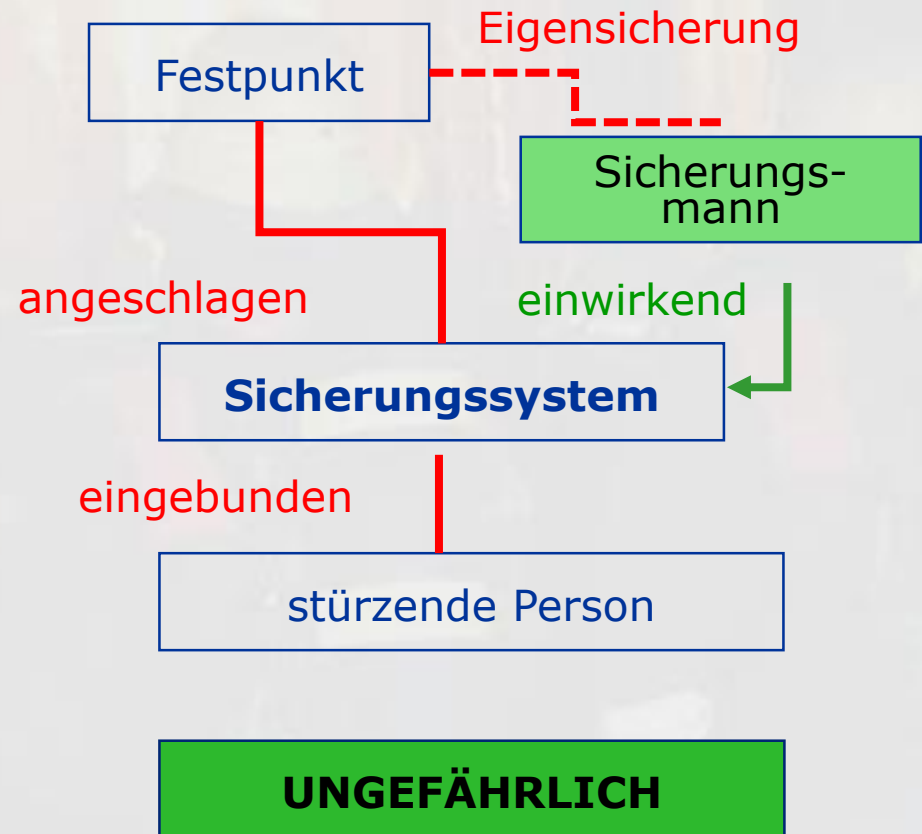 Eigensicherung
Festpunkt
Sicherungs-
mann
angeschlagen
einwirkend
Sicherungssystem
eingebunden
stürzende Person
UNGEFÄHRLICH